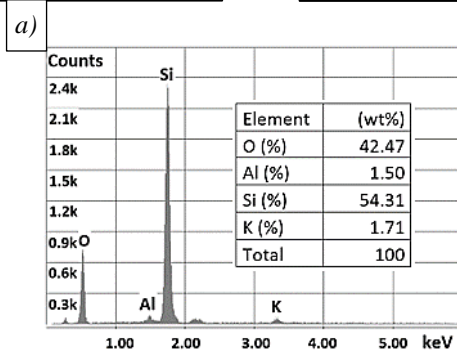 a)
Counts
2.4k
2.1k
1.8k
1.5k
1.2k
0.9k
0.6k
0.3k
O
Al
Si
K
Element (wt%)
O (%) 42.47
Al (%) 1.50
Si (%) 54.31
K (%) 1.71
Total 100
1.00 2.00 3.00 4.00 5.00 keV